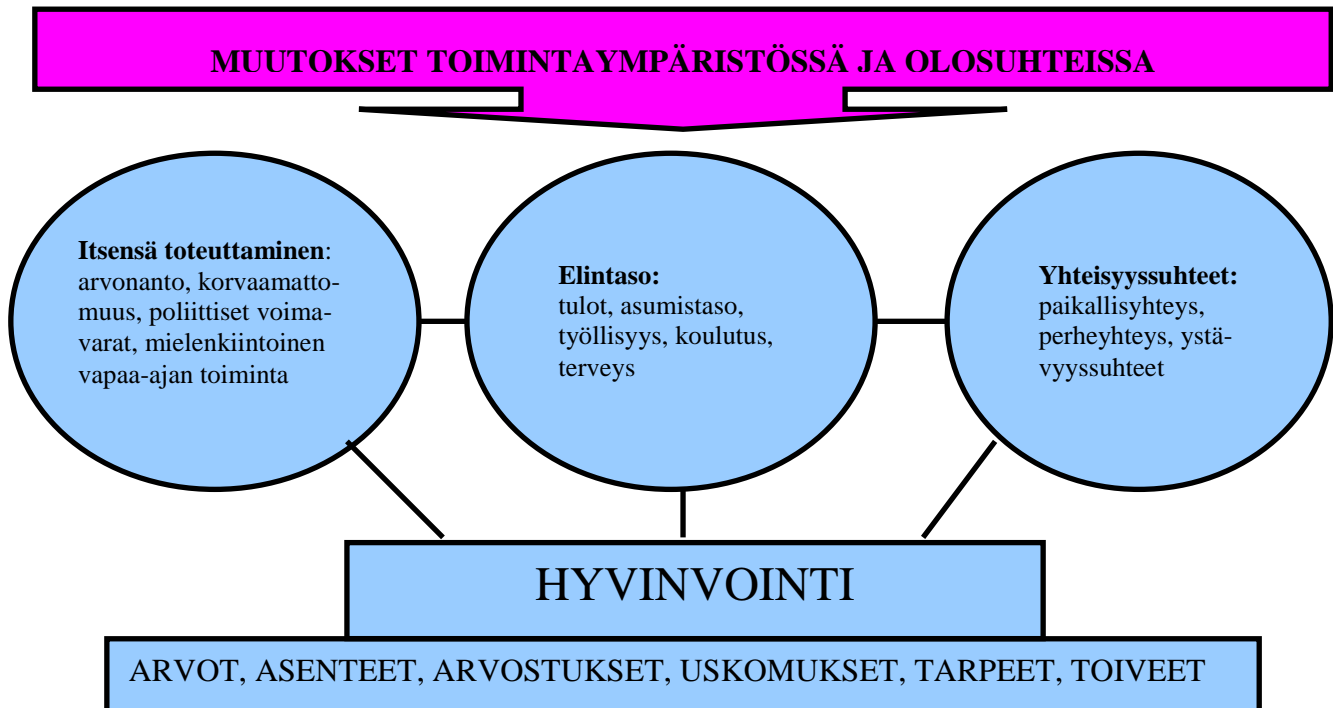 MUUTOKSET TOIMINTAYMPÄRISTÖSSÄ JA OLOSUHTEISSA
Itsensä toteuttaminen:
arvonanto, korvaamatto-
muus, poliittiset voima-
varat, mielenkiintoinen
vapaa-ajan toiminta
Elintaso:
tulot, asumistaso,
työllisyys, koulutus,
terveys
Yhteisyyssuhteet:
paikallisyhteys,
perheyhteys, ystä-
vyyssuhteet
HYVINVOINTI
ARVOT, ASENTEET, ARVOSTUKSET, USKOMUKSET, TARPEET, TOIVEET